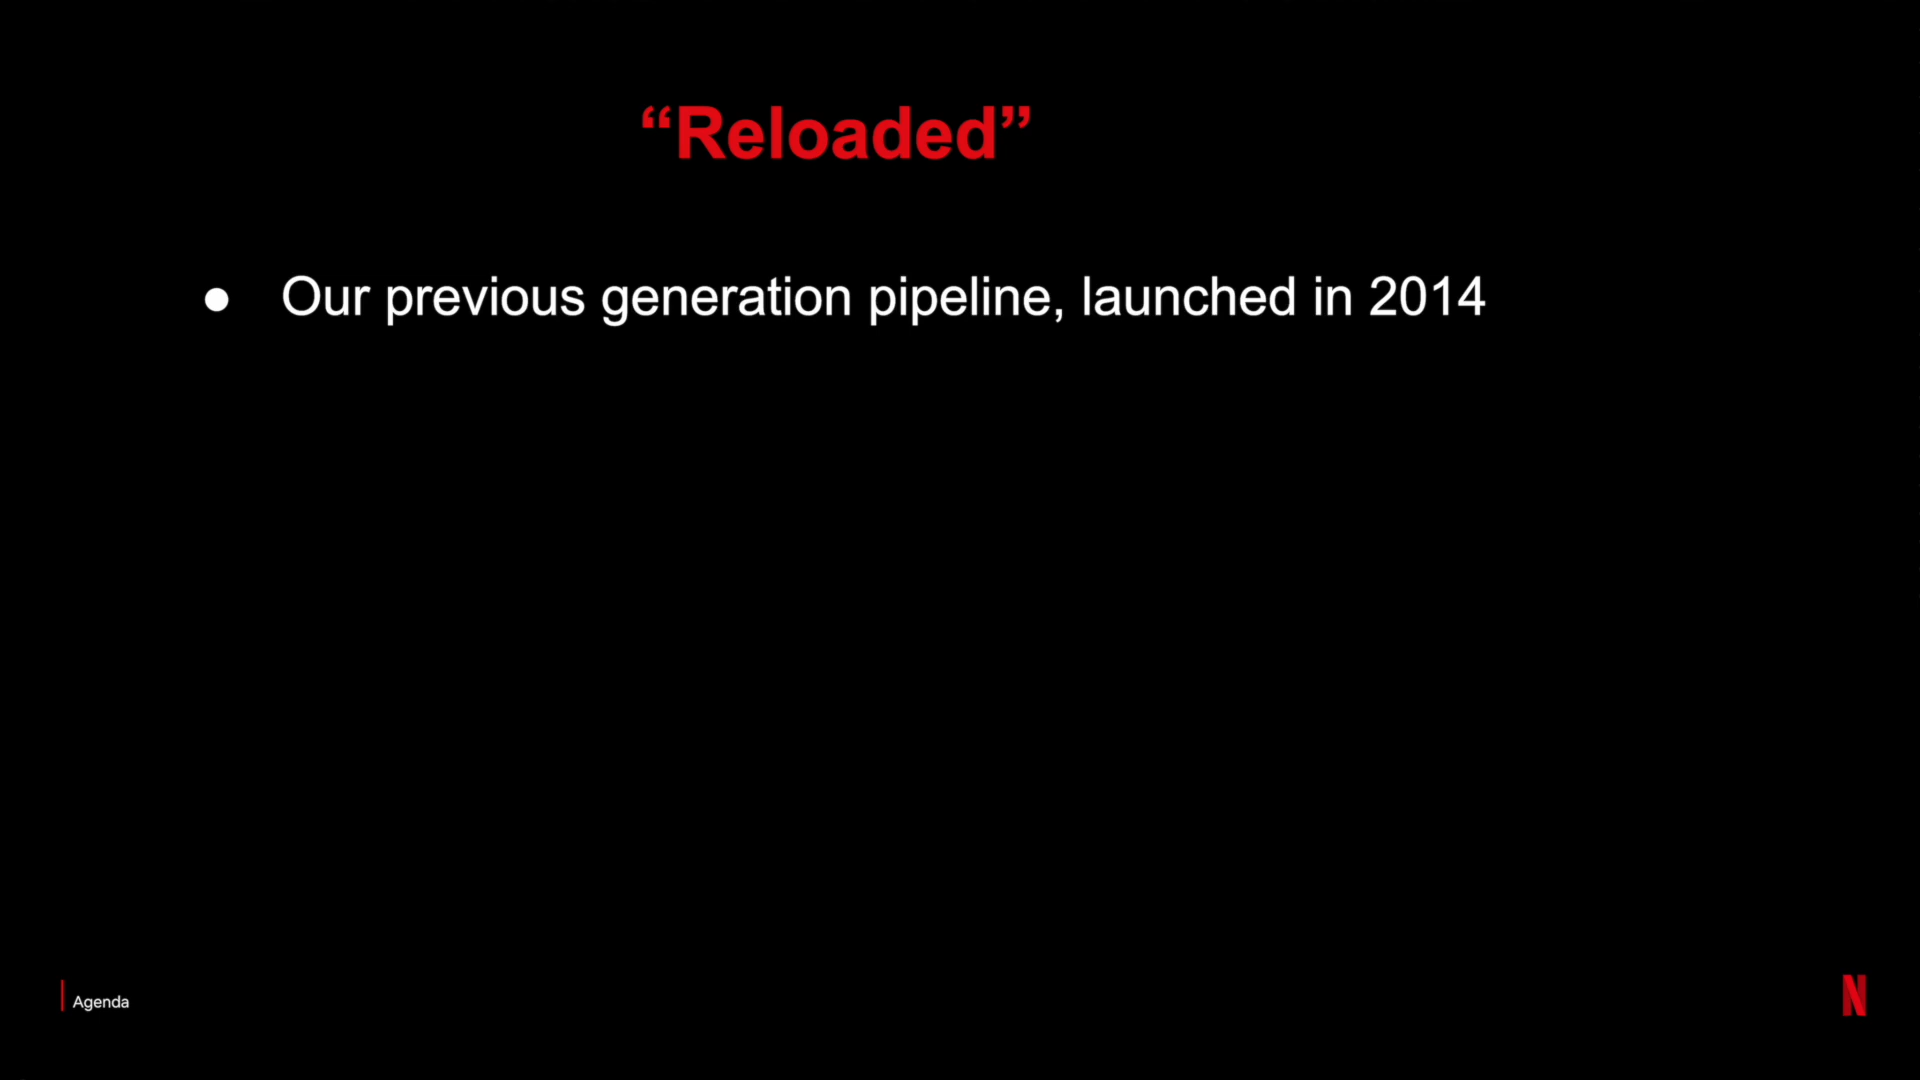 “Reloaded”
● Our previous generation pipeline, launched in 2014
Agenda
N